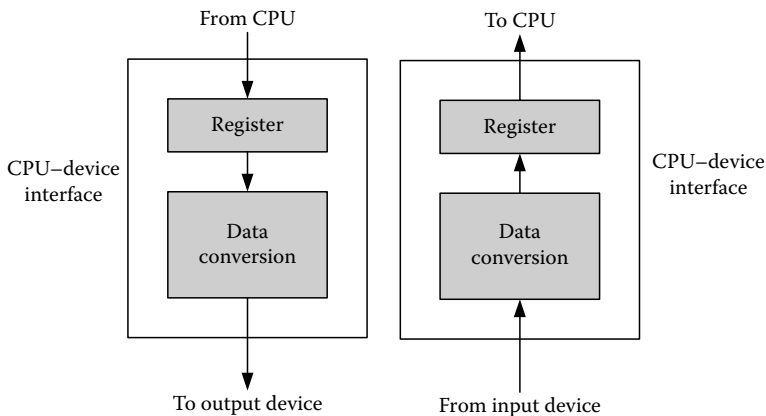 From CPU
Register
CPU–device
interface
Data
conversion
To output device
To CPU
Register
CPU–device
interface
Data
conversion
From input device